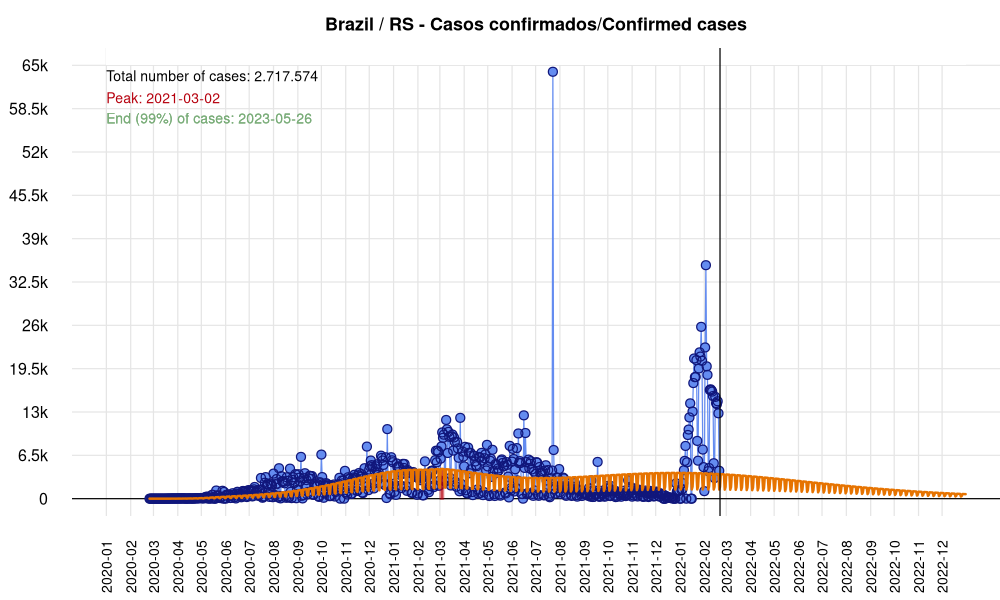 Brazil / RS - Casos confirmados/Confirmed cases
Total number of cases: 2.717.574
Peak: 2021-03-02
End (99%) of cases: 2023-05-26
65k
58.5k
52k
45.5k
39k
32.5k
26k
19.5k
13k
6.5k
0
2020-01
2020-02
2020-03
2020-04
2020-05
2020-06
2020-07
2020-08
2020-09
2020-10
2020-11
2020-12
2021-01
2021-02
2021-03
2021-04
2021-05
2021-06
2021-07
2021-08
2021-09
2021-10
2021-11
2021-12
2022-01
2022-02
2022-03
2022-04
2022-05
2022-06
2022-07
2022-08
2022-09
2022-10
2022-11
2022-12